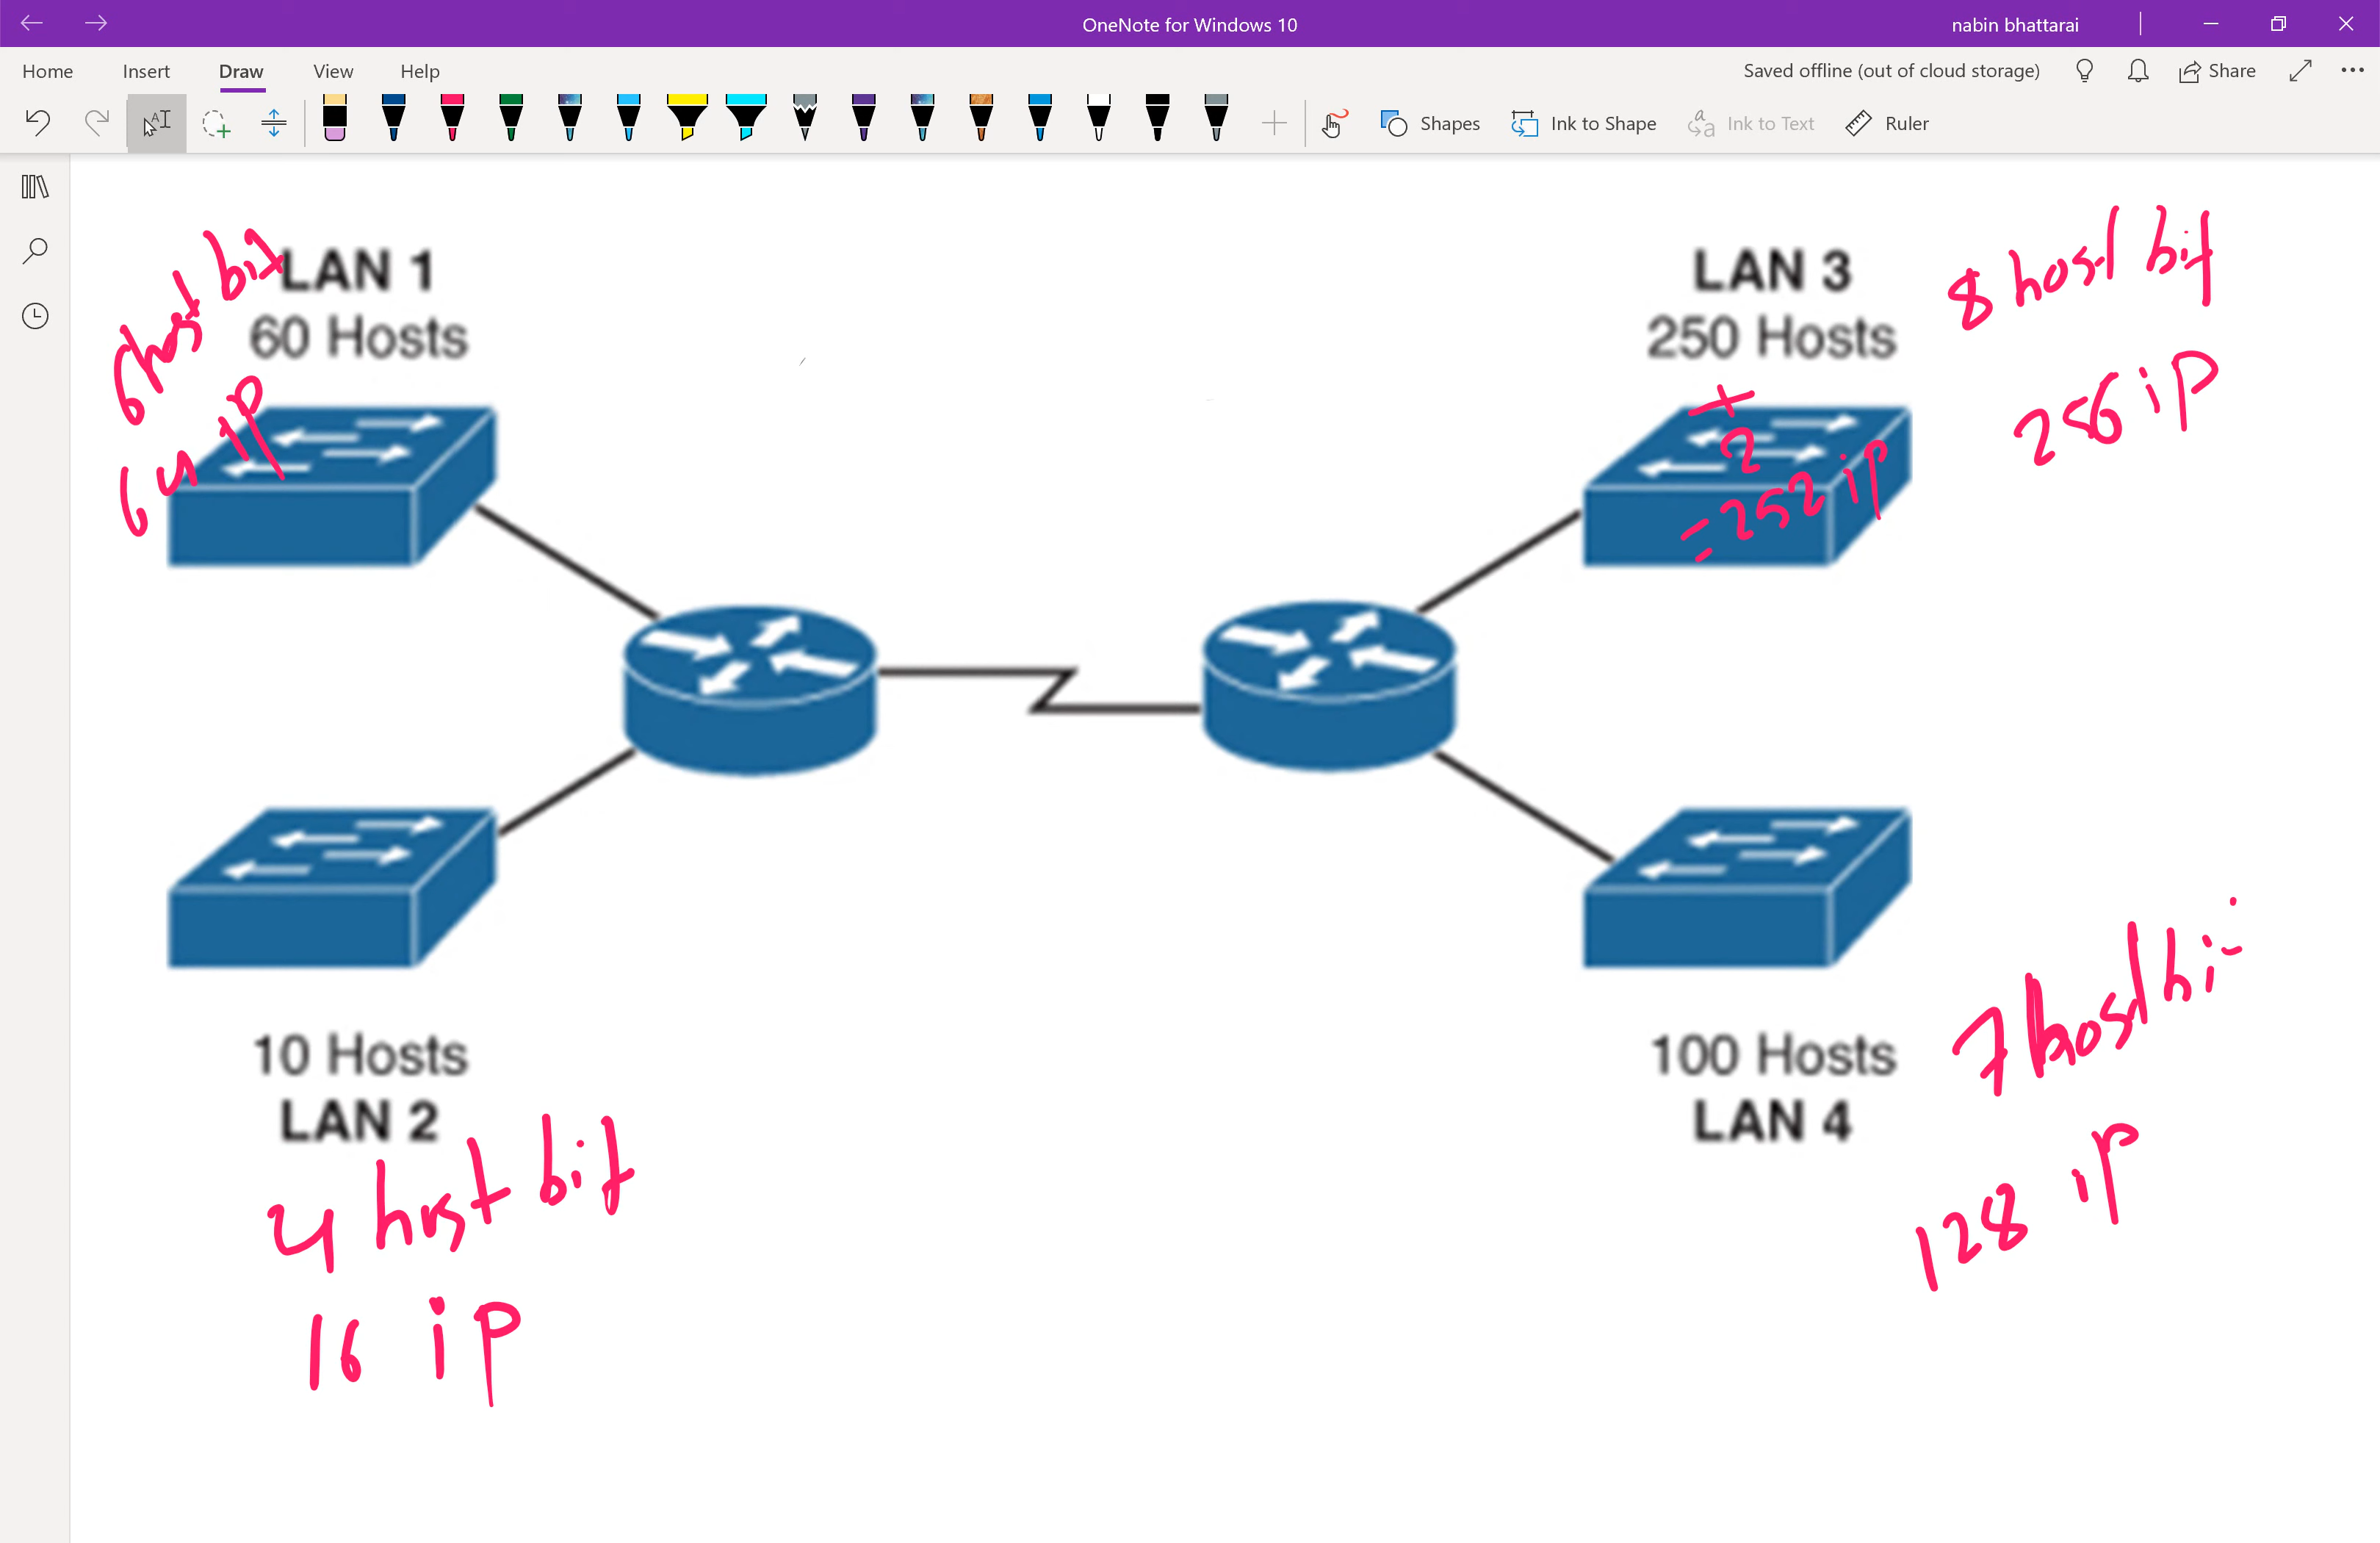 OneNote for Windows 10
nabin bhattarai
Home Insert Draw View Help
Saved offline (out of cloud storage)
Share
Shapes
Ink to Shape
Ink to Text
Ruler
6 host bit
64 IP
LAN 1
60 Hosts
LAN 3
250 Hosts
+
2
=252 ip
8 host bit
256 ip
10 Hosts
LAN 2
4 host bit
16 ip
100 Hosts
LAN 4
7 host
128 ip